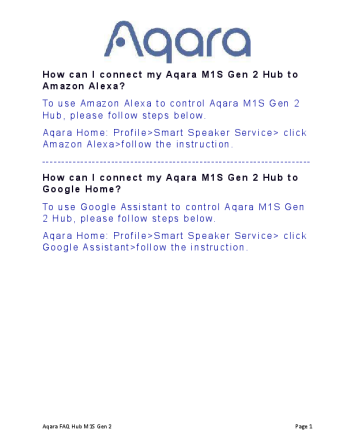 Aqara
How can I connect my Aqara M1S Gen 2 Hub to
Amazon Alexa?
To use Amazon Alexa to control Aqara M1S Gen 2
Hub, please follow steps below.
Aqara Home: Profile>Smart Speaker Service> click
Amazon Alexa>follow the instruction.
------------------------------------------------------------------------
How can I connect my Aqara M1S Gen 2 Hub to
Google Home?
To use Google Assistant to control Aqara M1S Gen
2 Hub, please follow steps below.
Aqara Home: Profile>Smart Speaker Service> click
Google Assistant>follow the instruction.
Aqara FAQ Hub M1S Gen 2 Page 1